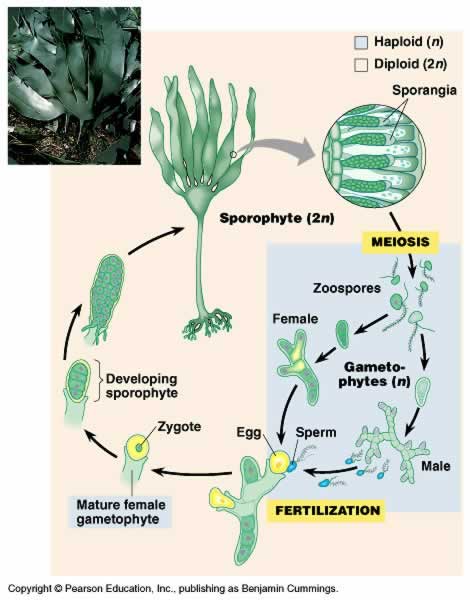 Haploid (n)
Diploid (2n)
Sporangia
Sporophyte (2n)
MEIOSIS
Zoospores
Female
Gameto-
phytes (n)
Developing
sporophyte
Zygote
Egg
Sperm
Male
Mature female
gametophyte
FERTILIZATION
Copyright © Pearson Education, Inc., publishing as Benjamin Cummings.